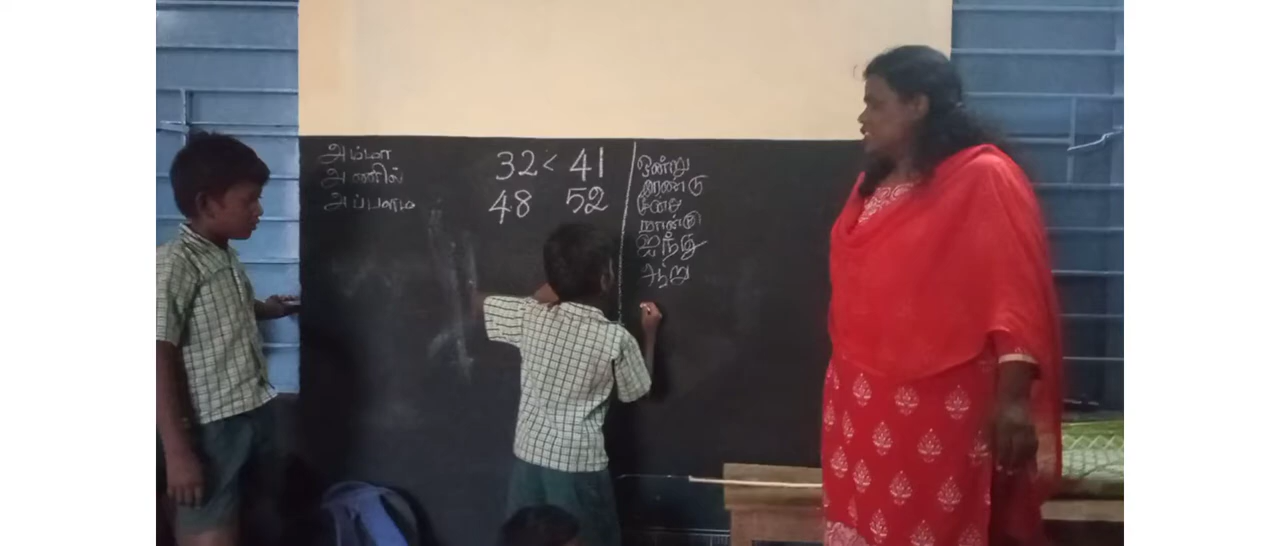 அம்மா
அணில்
அப்பளம்
32 < 41
48 52
ஒன்று
இரண்டு
மூன்று
நான்கு
ஐந்து
ஆறு